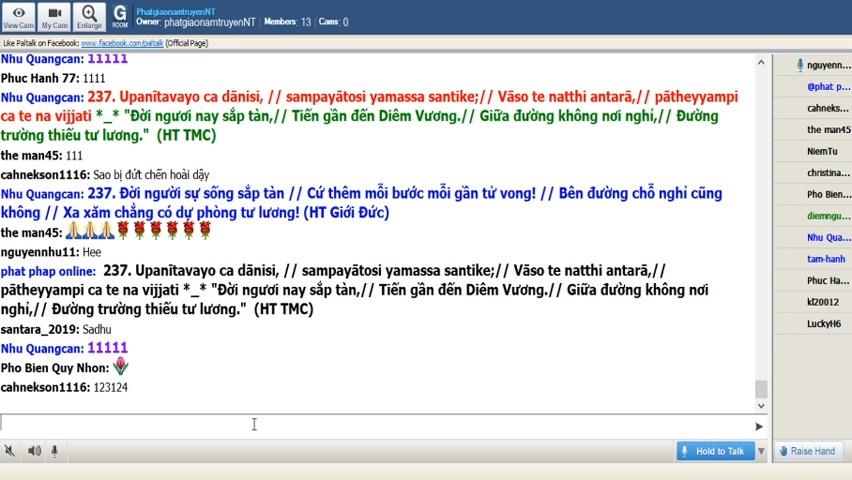 PhatgiaonamtruyenNT
Owner: phatgiaonamtruyenNT Members: 13 Cams: 0
View Cam My Cam Enlarge G ROOM
Like Paltalk on Facebook: www.facebook.com/paltalk (Official Page)
Nhu Quangcan: 11111
Phuc Hanh 77: 1111
Nhu Quangcan: 237. Upanītavayo ca dānisi, // sampayātosi yamassa santike;// Vāso te natthi antarā,// pātheyyampi
ca te na vijjati *_* "Đời ngươi nay sắp tàn,// Tiến gần đến Diêm Vương.// Giữa đường không nơi nghỉ,// Đường
trường thiếu tư lương." (HT TMC)
the man45: 111
cahnekson1116: Sao bị đứt chến hoài dậy
Nhu Quangcan: 237. Đời người sự sống sắp tàn // Cứ thêm mỗi bước mỗi gần tử vong! // Bên đường chỗ nghỉ cũng
không // Xa xăm chẳng có dự phòng tư lương! (HT Giới Đức)
the man45:
nguyennhu11: Hee
phat phap online: 237. Upanītavayo ca dānisi, // sampayātosi yamassa santike;// Vāso te natthi antarā,//
pātheyyampi ca te na vijjati *_* "Đời ngươi nay sắp tàn,// Tiến gần đến Diêm Vương.// Giữa đường không nơi
nghỉ,// Đường trường thiếu tư lương." (HT TMC)
santara_2019: Sadhu
Nhu Quangcan: 11111
Pho Bien Quy Nhon:
cahnekson1116: 123124
Hold to Talk
nguyenn...
@phat p...
cahneks...
the man45
NiemTu
christina...
Pho Bien...
diemngu...
Nhu Qua...
tam-hanh
Phuc Ha...
kl20012
LuckyH6
Raise Hand